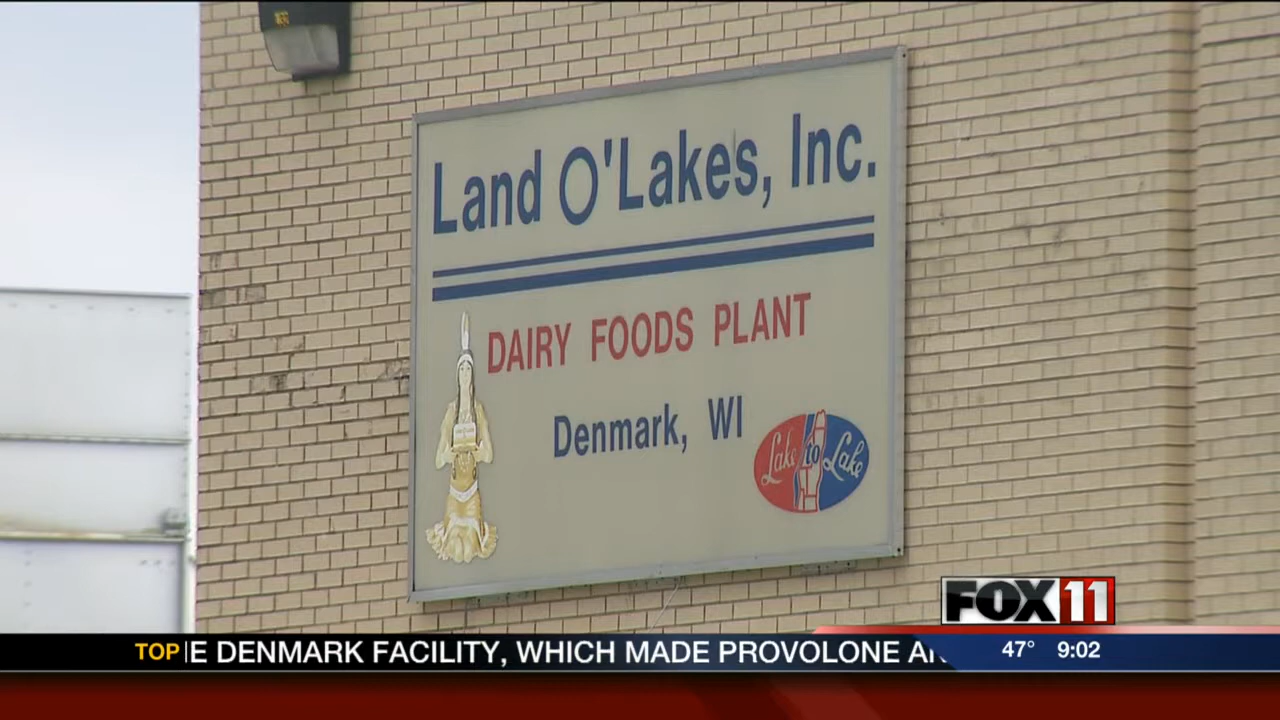 Land O'Lakes, Inc.
DAIRY FOODS PLANT
Denmark, WI
Lake to Lake
FOX 11
TOP E DENMARK FACILITY, WHICH MADE PROVOLONE 47° 9:02